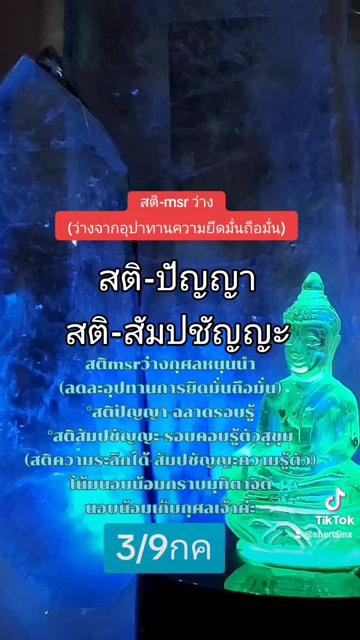 สติ-msr ว่าง
(ว่างจากอุปาทานความยึดมั่นถือมั่น)
สติ-ปัญญา
สติ-สัมปชัญญะ
สติmsrว่างกุศลหนุนนำ
(ลดละอุปทานการยึดมั่นถือมั่น)
°สติปัญญา-ฉลาดรอบรู้
°สติสัมปชัญญะ-รอบคอบรู้ตัวสุขุม
(สติความระลึกได้-สัมปชัญญะความรู้ตัว)
โน้มนอบน้อมกราบมุทิตาจิต
นอบน้อมเก็บกุศลเจ้าค่ะ
3/9กค
TikTok
@shertamx